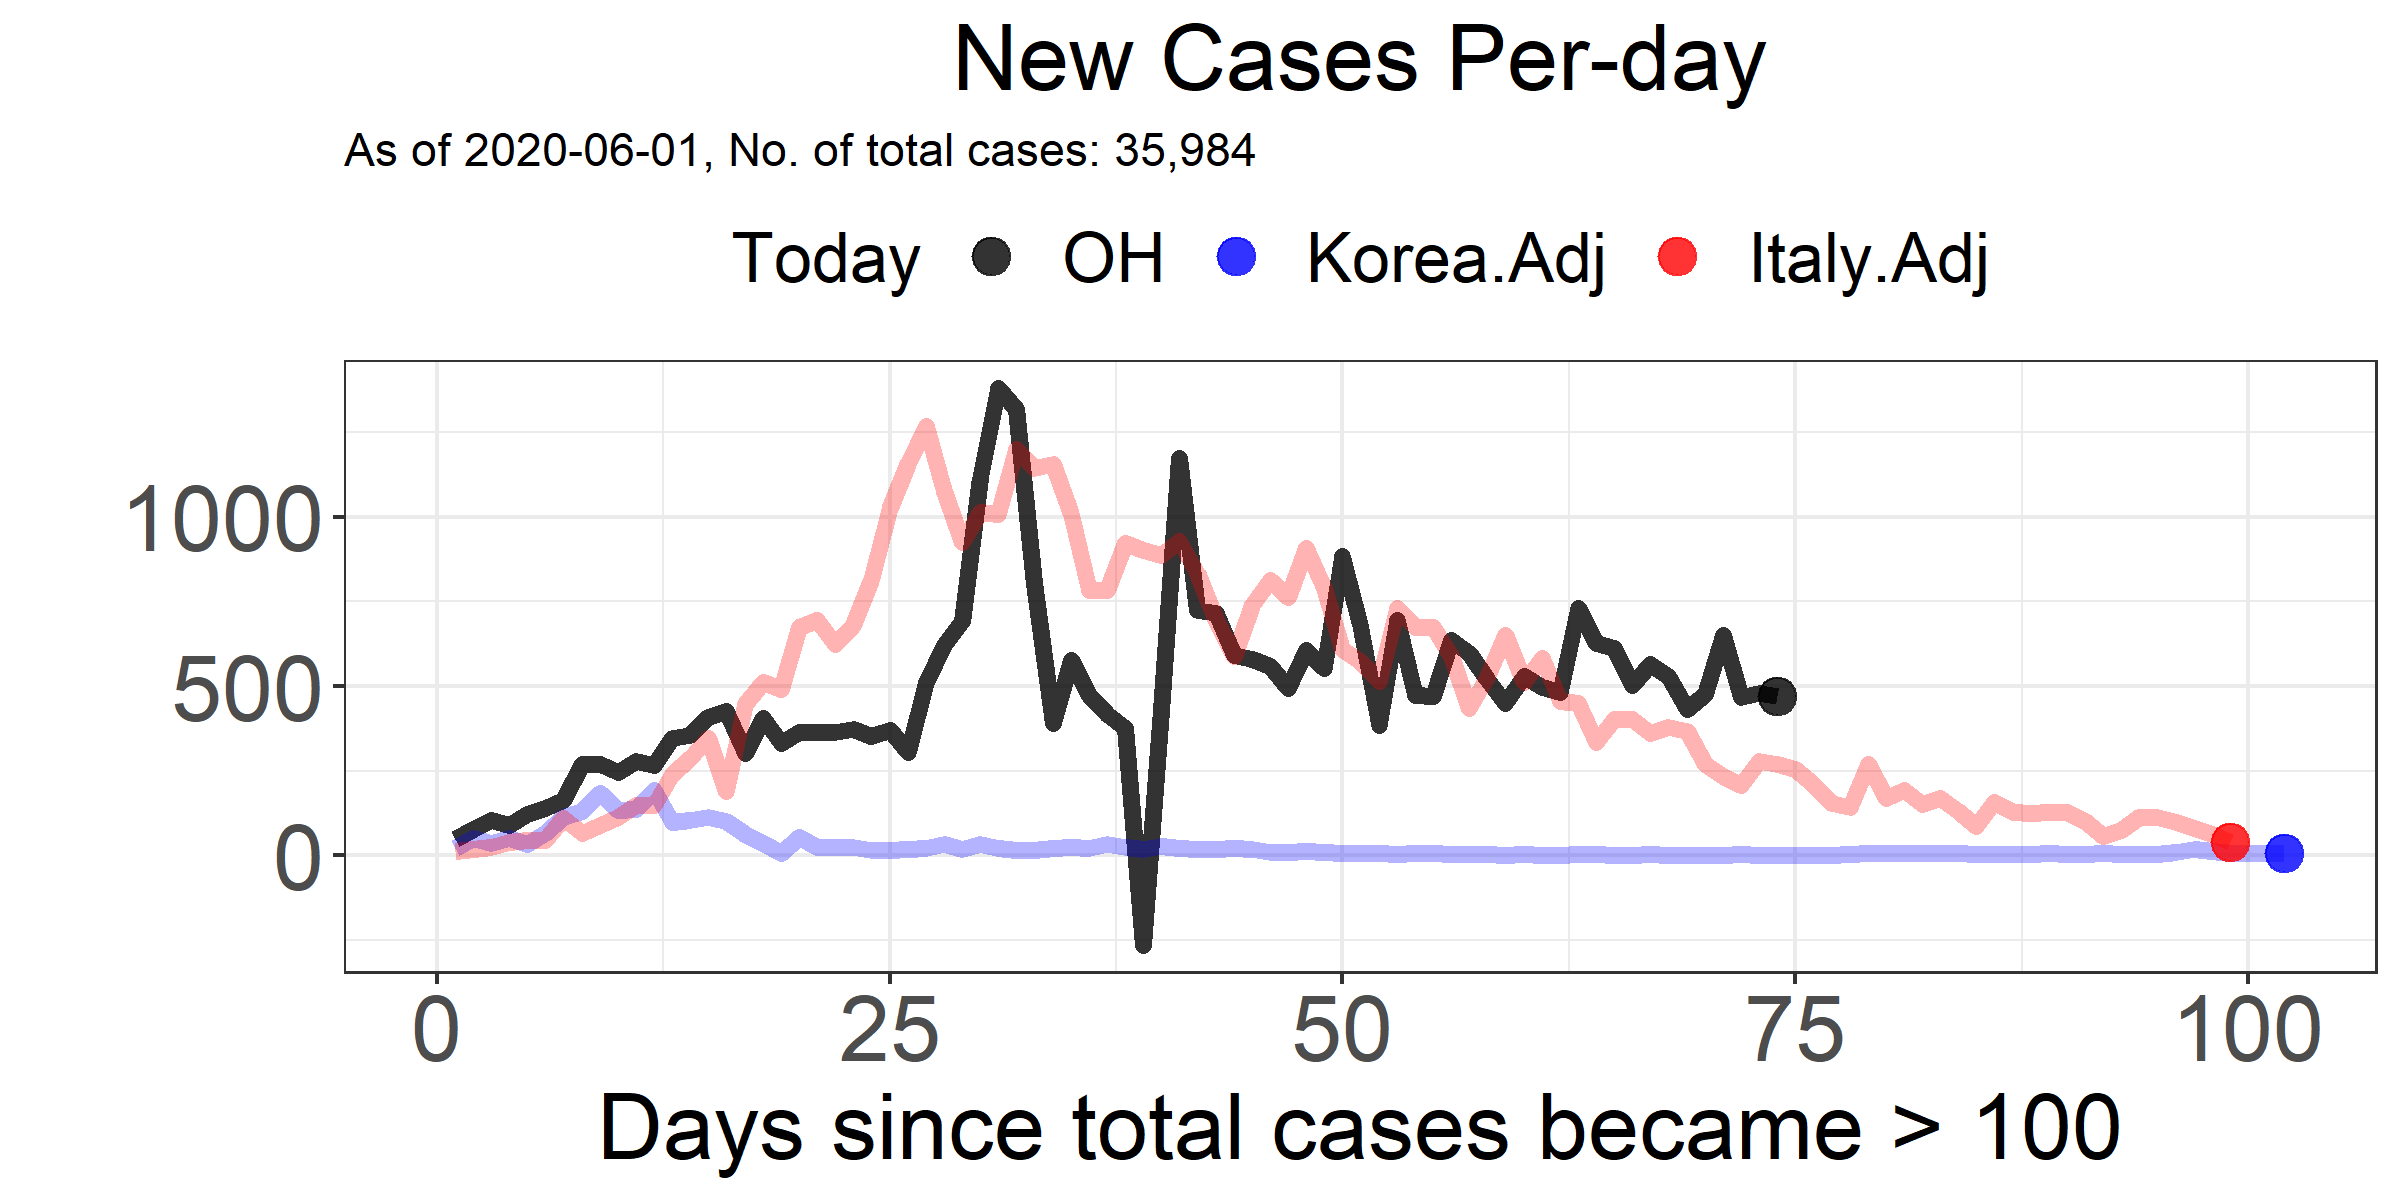 New Cases Per-day
As of 2020-06-01, No. of total cases: 35,984
Today OH Korea.Adj Italy.Adj
1000
500
0
0 25 50 75 100
Days since total cases became > 100